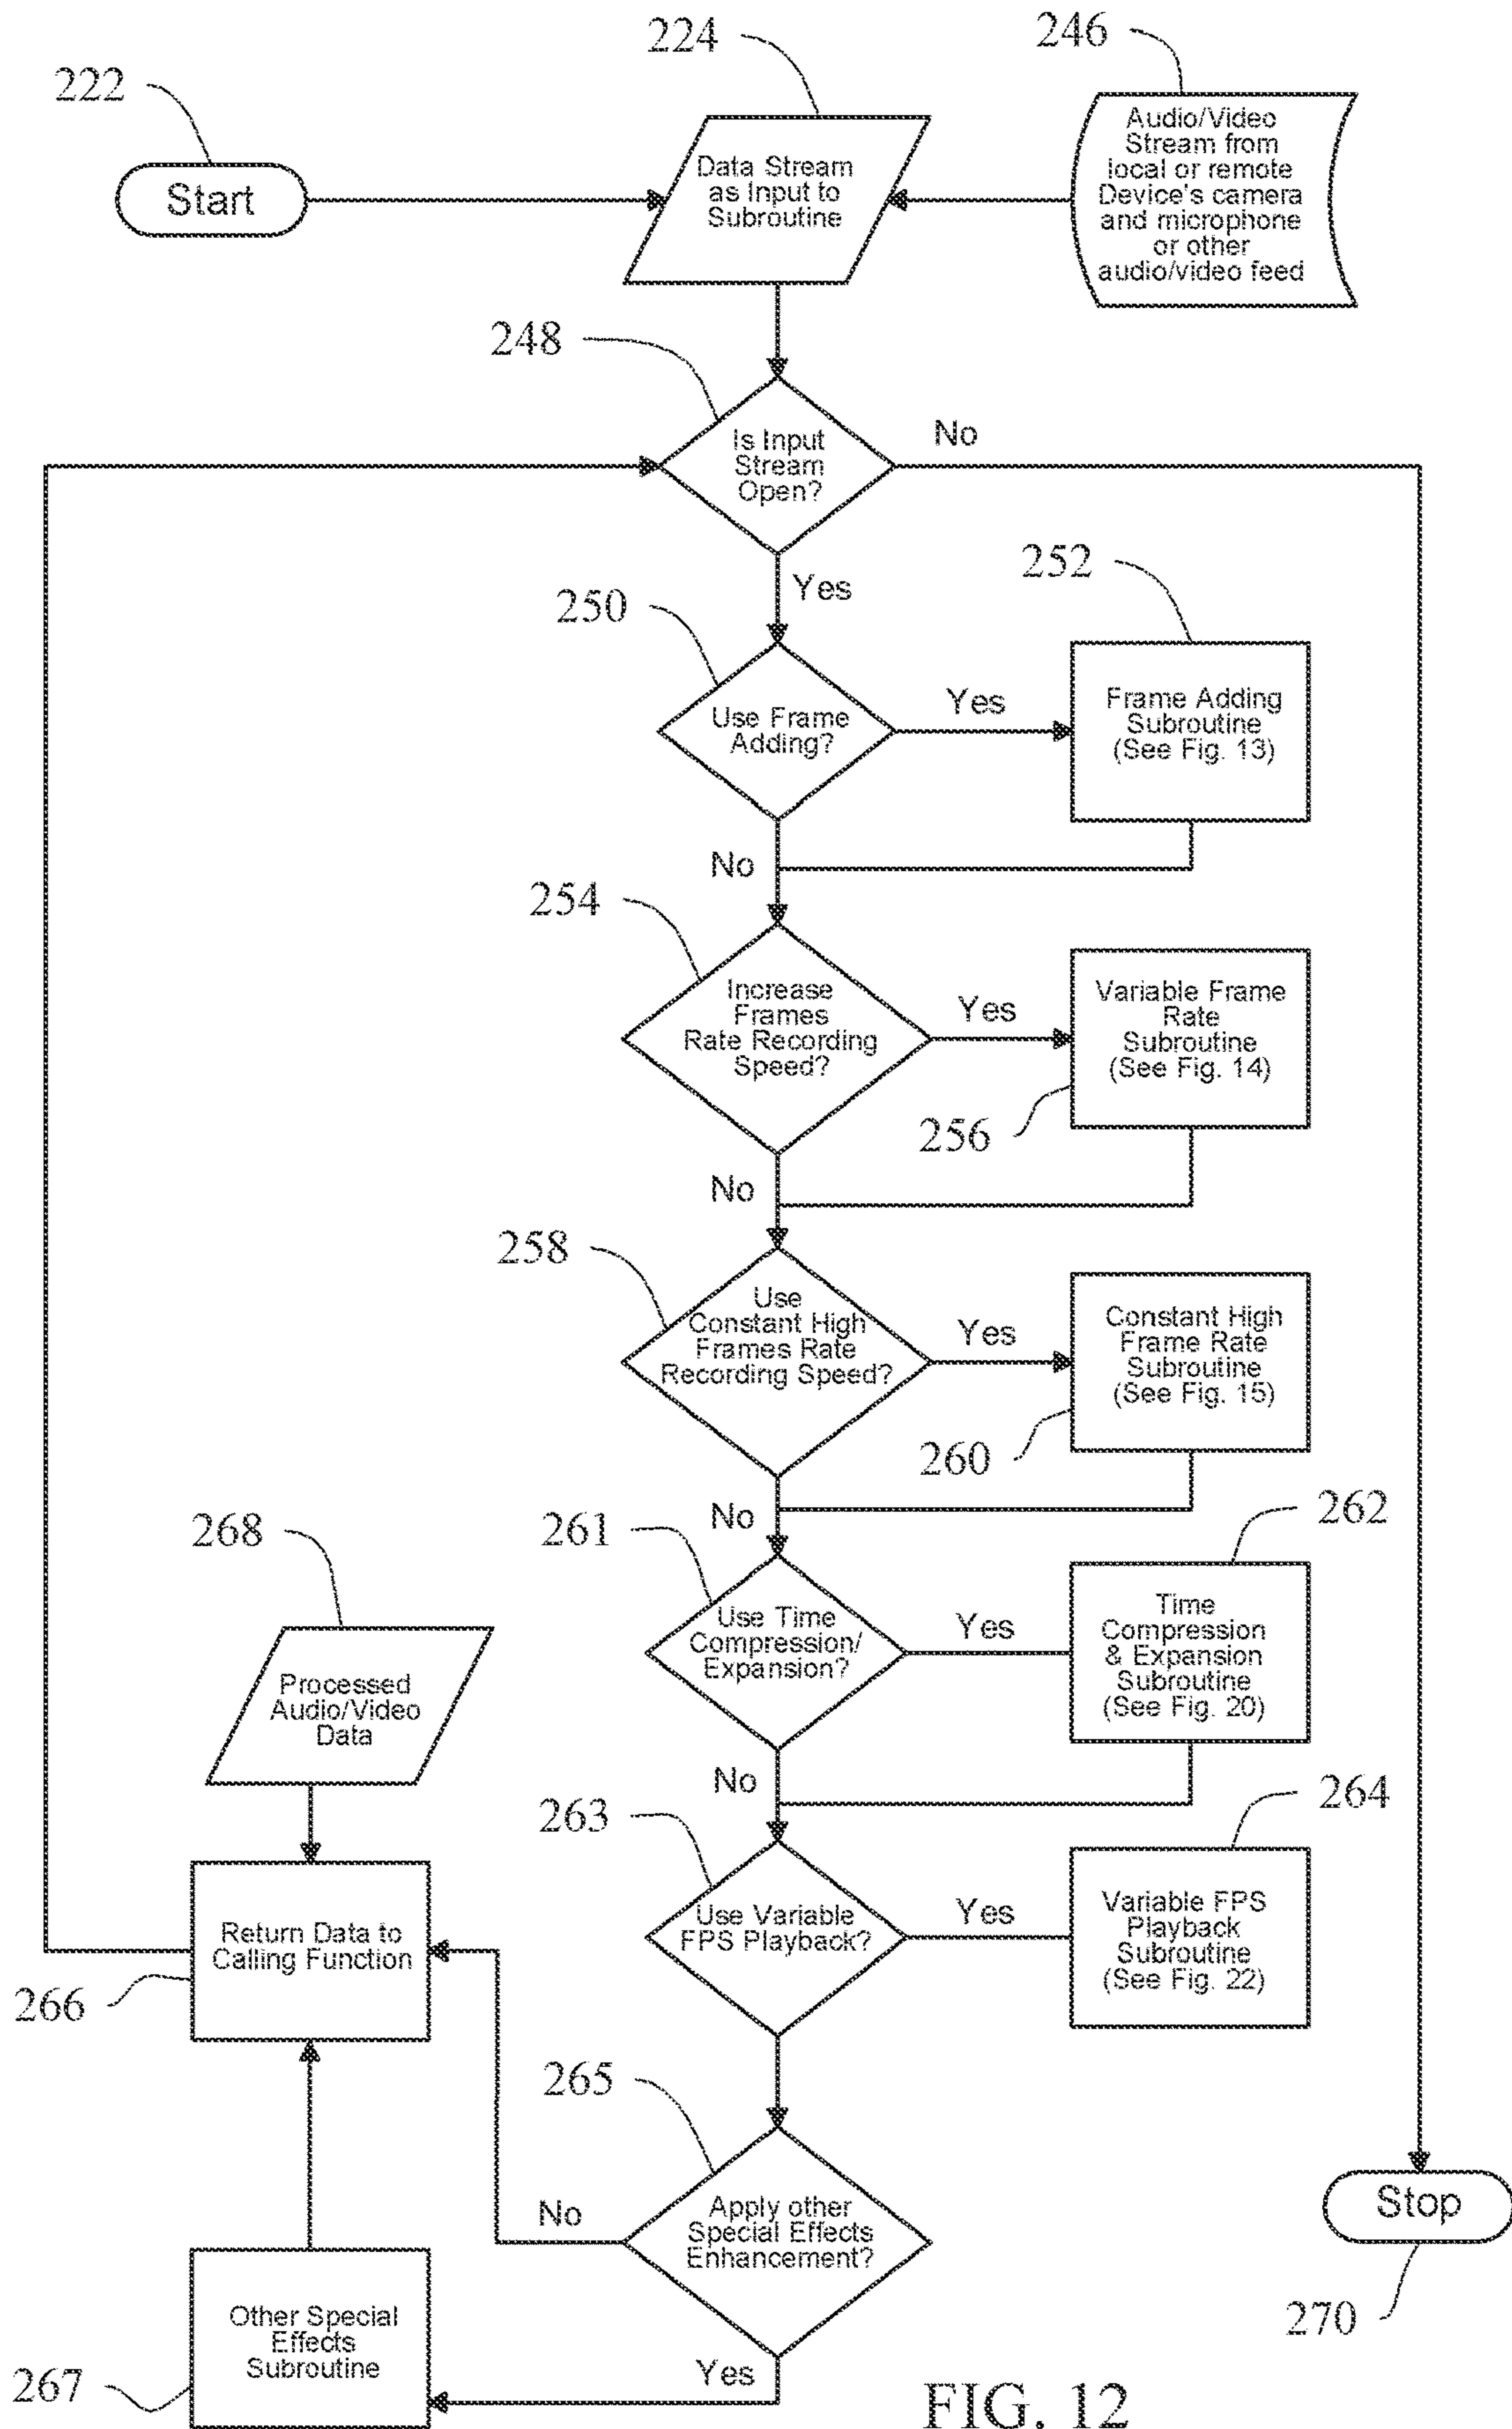 224
246
222
Start
Data Stream
as Input to
Subroutine
Audio/Video
Stream from
local or remote
Device's camera
and microphone
or other
audio/video feed
248
Is Input
Stream
Open?
No
Yes
250
252
Use Frame
Adding?
Yes
Frame Adding
Subroutine
(See Fig. 13)
No
254
Increase
Frames
Rate Recording
Speed?
Yes
Variable Frame
Rate
Subroutine
(See Fig. 14)
256
No
258
Use
Constant High
Frames Rate
Recording Speed?
Yes
Constant High
Frame Rate
Subroutine
(See Fig. 15)
260
No
261
262
Use Time
Compression/
Expansion?
Yes
Time
Compression
& Expansion
Subroutine
(See Fig. 20)
268
Processed
Audio/Video
Data
No
263
264
Use Variable
FPS Playback?
Yes
Variable FPS
Playback
Subroutine
(See Fig. 22)
Return Data to
Calling Function
266
265
Apply other
Special Effects
Enhancement?
No
Yes
Stop
270
Other Special
Effects
Subroutine
267
FIG. 12